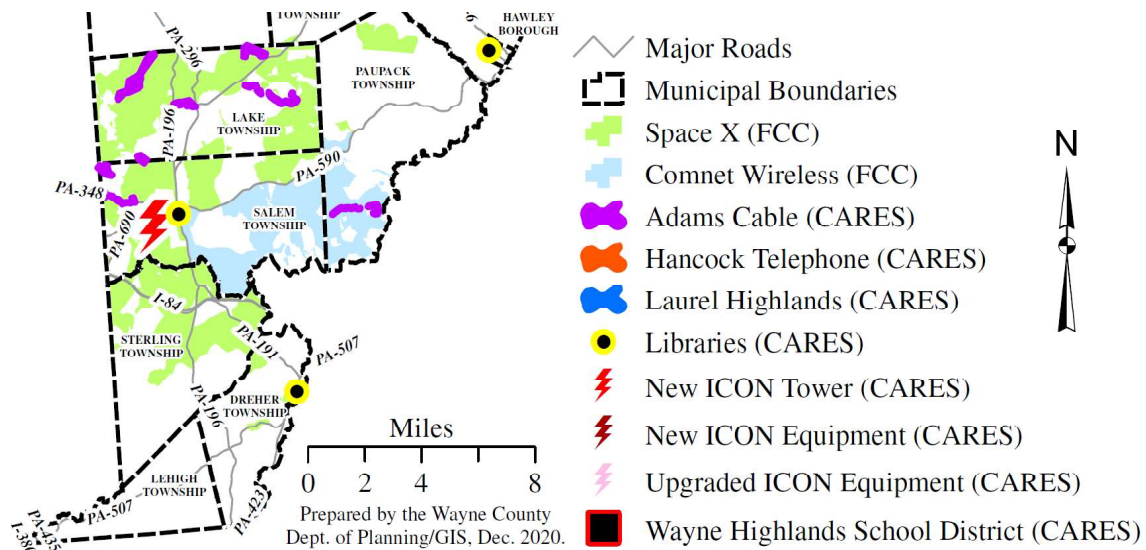 TOWNSHIP
HAWLEY
BOROUGH
PA-296
PAUPACK
TOWNSHIP
PA-196
LAKE
TOWNSHIP
PA-590
PA-348
SALEM
TOWNSHIP
PA-690
I-84
STERLING
TOWNSHIP
PA-191
PA-507
DREHER
TOWNSHIP
PA-196
LEHIGH
TOWNSHIP
PA-507
PA-423
PA-435
I-380
Miles
0 2 4 8
Prepared by the Wayne County
Dept. of Planning/GIS, Dec. 2020.
Major Roads
Municipal Boundaries
Space X (FCC)
Comnet Wireless (FCC)
Adams Cable (CARES)
Hancock Telephone (CARES)
Laurel Highlands (CARES)
Libraries (CARES)
New ICON Tower (CARES)
New ICON Equipment (CARES)
Upgraded ICON Equipment (CARES)
Wayne Highlands School District (CARES)
N